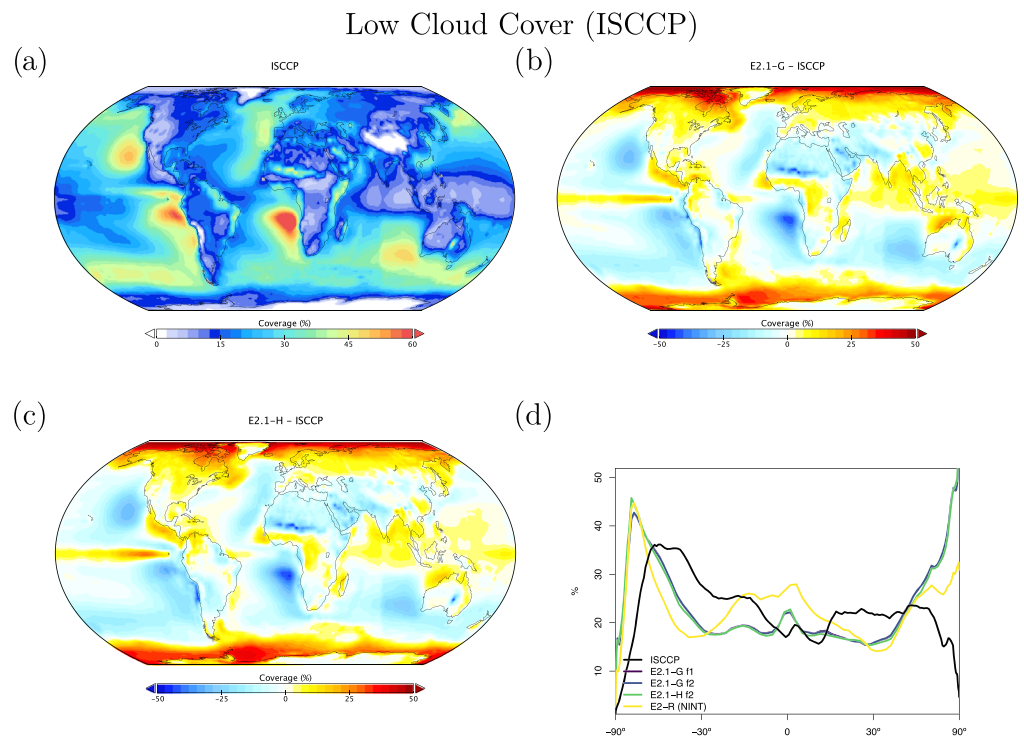 Low Cloud Cover (ISCCP)
(a)
ISCCP
Coverage (%)
0 15 30 45 60
(b)
E2.1-G - ISCCP
Coverage (%)
-50 -25 0 25 50
(c)
E2.1-H - ISCCP
Coverage (%)
-50 -25 0 25 50
(d)
50
40
30
20
10
%
ISCCP
E2.1-G f1
E2.1-G f2
E2.1-H f2
E2-R (NINT)
-90° -30° 0 30° 90°